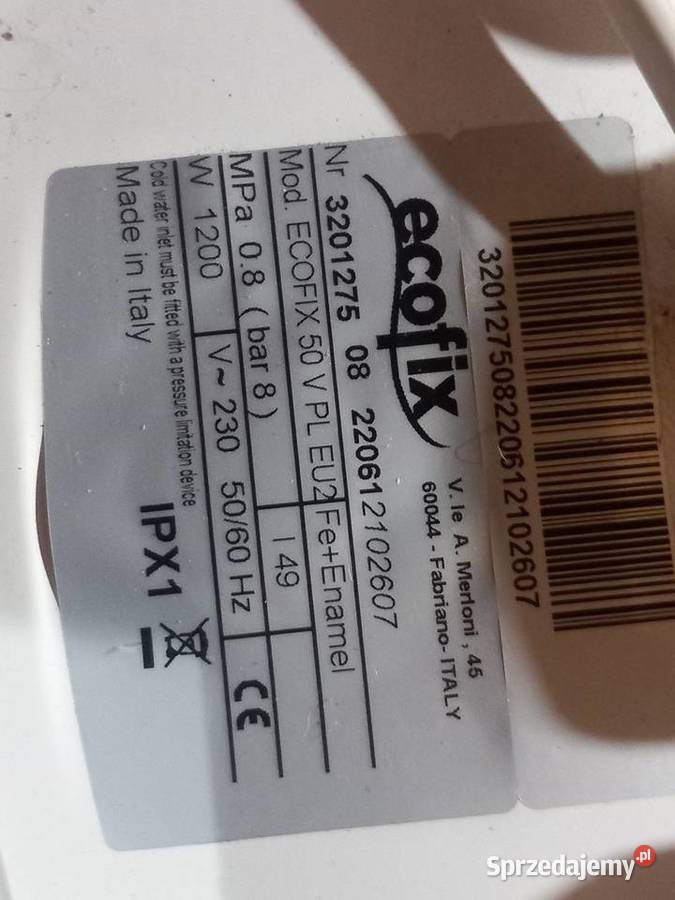 3201275082206121026​07
ecofix
V. le A. Merloni , 45
60044 - Fabriano- ITALY
Nr 3201275 08 220612102607
Mod. ECOFIX 50 V PL EU2 Fe+Enamel
l 49
MPa 0.8 ( bar 8 )
W 1200 V~ 230 50/60 Hz CE
Cold water inlet must be fitted with a pressure limitation device
Made in Italy IPX1
Sprzedajemy.pl